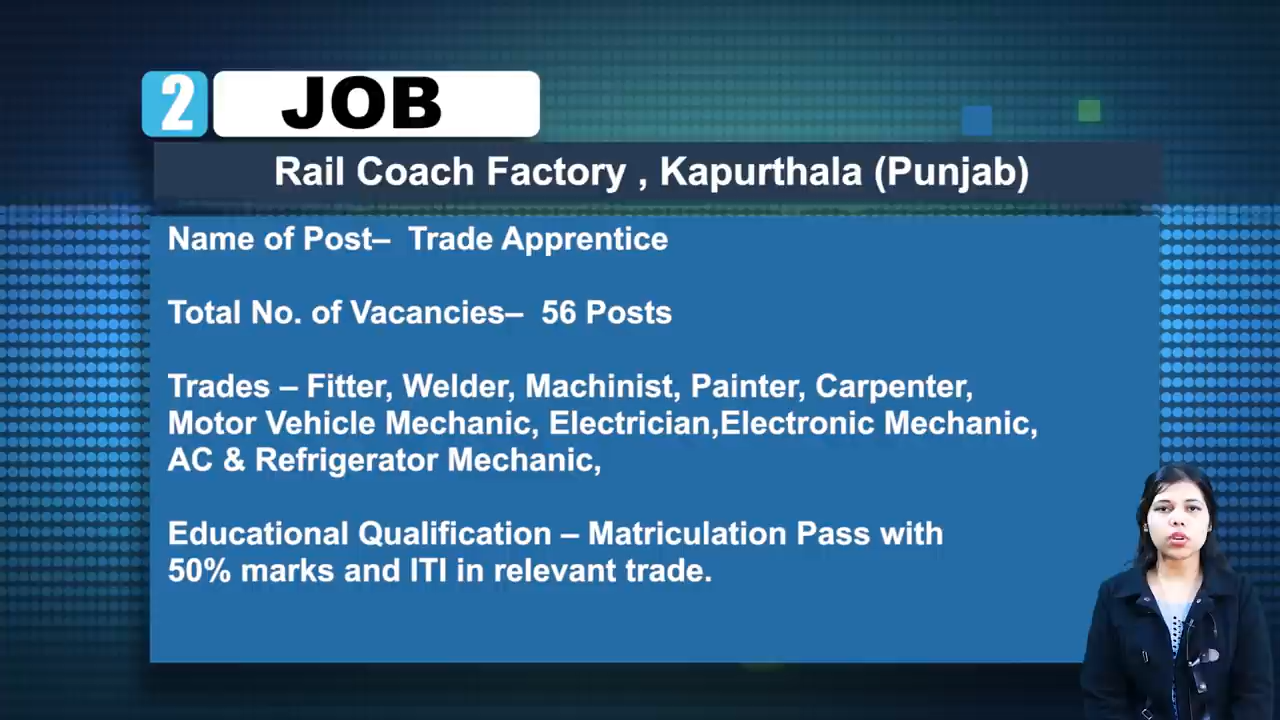 2 JOB
Rail Coach Factory , Kapurthala (Punjab)
Name of Post– Trade Apprentice
Total No. of Vacancies– 56 Posts
Trades – Fitter, Welder, Machinist, Painter, Carpenter,
Motor Vehicle Mechanic, Electrician,Electronic Mechanic,
AC & Refrigerator Mechanic,
Educational Qualification – Matriculation Pass with
50% marks and ITI in relevant trade.